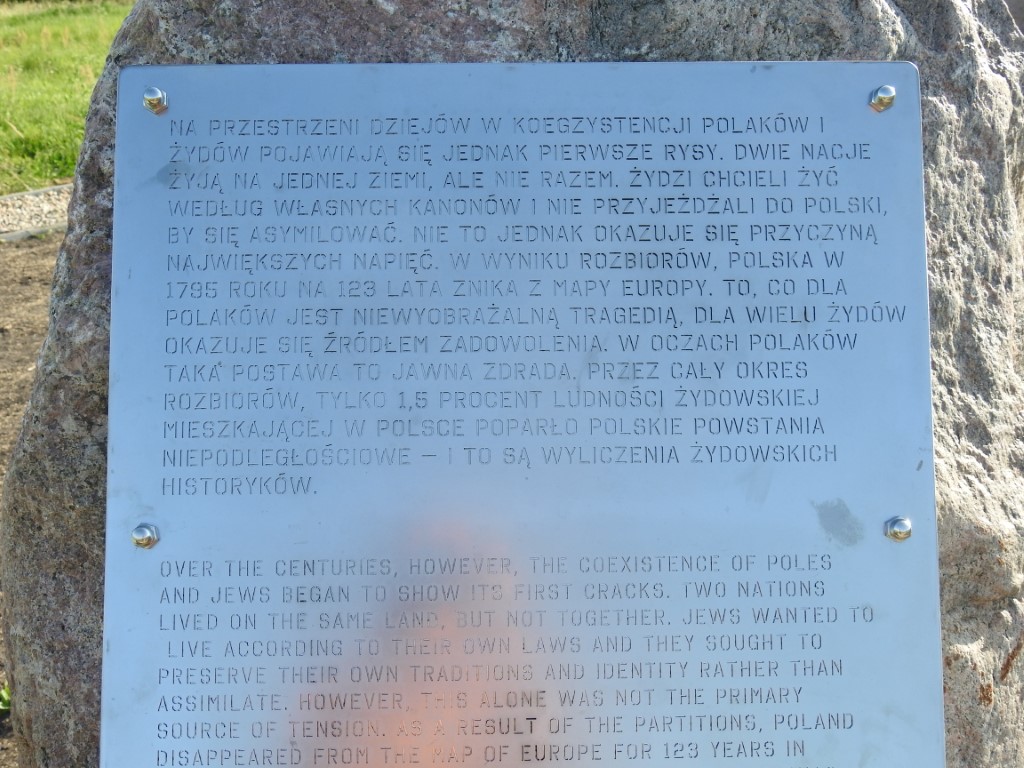 NA PRZESTRZENI DZIEJÓW W KOEGZYSTENCJI POLAKÓW I
ŻYDÓW POJAWIAJĄ SIĘ JEDNAK PIERWSZE RYSY. DWIE NACJE
ŻYJĄ NA JEDNEJ ZIEMI, ALE NIE RAZEM. ŻYDZI CHCIELI ŻYĆ
WEDŁUG WŁASNYCH KANONÓW I NIE PRZYJEŻDŻALI DO POLSKI,
BY SIĘ ASYMILOWAĆ. NIE TO JEDNAK OKAZUJE SIĘ PRZYCZYNĄ
NAJWIĘKSZYCH NAPIĘĆ. W WYNIKU ROZBIORÓW, POLSKA W
1795 ROKU NA 123 LATA ZNIKA Z MAPY EUROPY. TO, CO DLA
POLAKÓW JEST NIEWYOBRAŻALNĄ TRAGEDIĄ, DLA WIELU ŻYDÓW
OKAZUJE SIĘ ŹRÓDŁEM ZADOWOLENIA. W OCZACH POLAKÓW
TAKA POSTAWA TO JAWNA ZDRADA. PRZEZ CAŁY OKRES
ROZBIORÓW, TYLKO 1,5 PROCENT LUDNOŚCI ŻYDOWSKIEJ
MIESZKAJĄCEJ W POLSCE POPARŁO POLSKIE POWSTANIA
NIEPODLEGŁOŚCIOWE – I TO SĄ WYLICZENIA ŻYDOWSKICH
HISTORYKÓW.
OVER THE CENTURIES, HOWEVER, THE COEXISTENCE OF POLES
AND JEWS BEGAN TO SHOW ITS FIRST CRACKS. TWO NATIONS
LIVED ON THE SAME LAND, BUT NOT TOGETHER. JEWS WANTED TO
LIVE ACCORDING TO THEIR OWN LAWS AND THEY SOUGHT TO
PRESERVE THEIR OWN TRADITIONS AND IDENTITY RATHER THAN
ASSIMILATE. HOWEVER, THIS ALONE WAS NOT THE PRIMARY
SOURCE OF TENSION. AS A RESULT OF THE PARTITIONS, POLAND
DISAPPEARED FROM THE MAP OF EUROPE FOR 123 YEARS IN